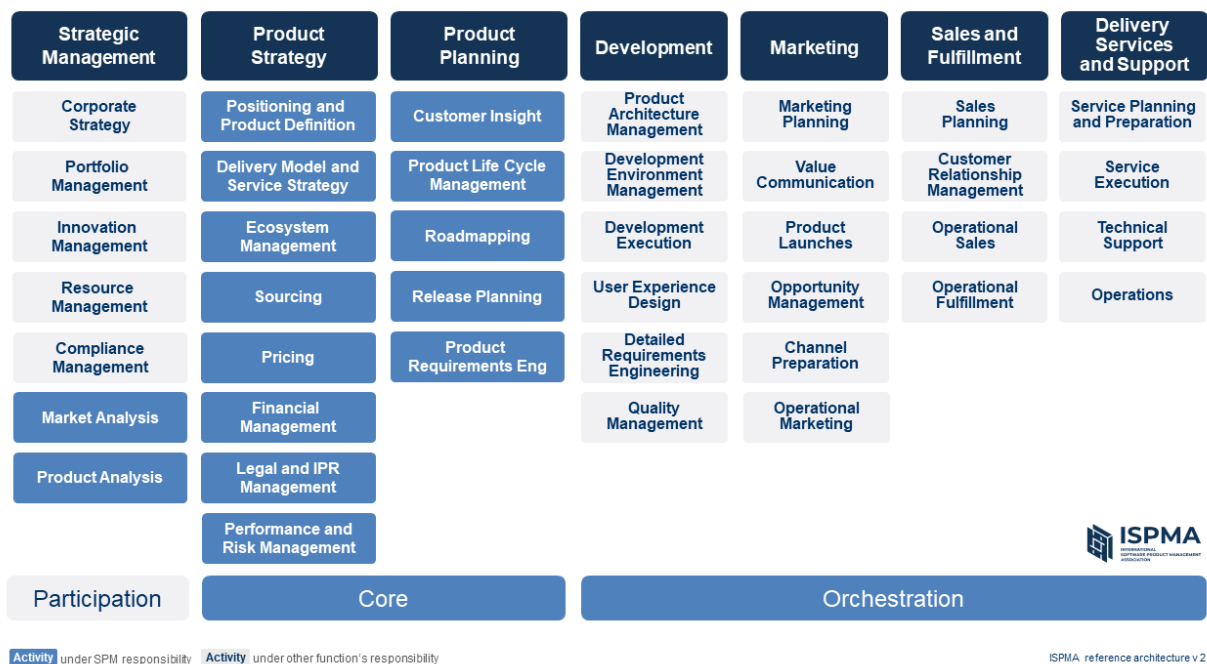 Strategic
Management
Product
Strategy
Product
Planning
Development
Marketing
Sales and
Fulfillment
Delivery
Services
and Support
Corporate
Strategy
Portfolio
Management
Innovation
Management
Resource
Management
Compliance
Management
Market Analysis
Product Analysis
Positioning and
Product Definition
Delivery Model and
Service Strategy
Ecosystem
Management
Sourcing
Pricing
Financial
Management
Legal and IPR
Management
Performance and
Risk Management
Customer Insight
Product Life Cycle
Management
Roadmapping
Release Planning
Product
Requirements Eng
Product
Architecture
Management
Development
Environment
Management
Development
Execution
User Experience
Design
Detailed
Requirements
Engineering
Quality
Management
Marketing
Planning
Value
Communication
Product
Launches
Opportunity
Management
Channel
Preparation
Operational
Marketing
Sales
Planning
Customer
Relationship
Management
Operational
Sales
Operational
Fulfillment
Service Planning
and Preparation
Service
Execution
Technical
Support
Operations
ISPMA
INTERNATIONAL
SOFTWARE PRODUCT MANAGEMENT
ASSOCIATION
Participation
Core
Orchestration
Activity under SPM responsibility
Activity under other function's responsibility
ISPMA reference architecture v 2